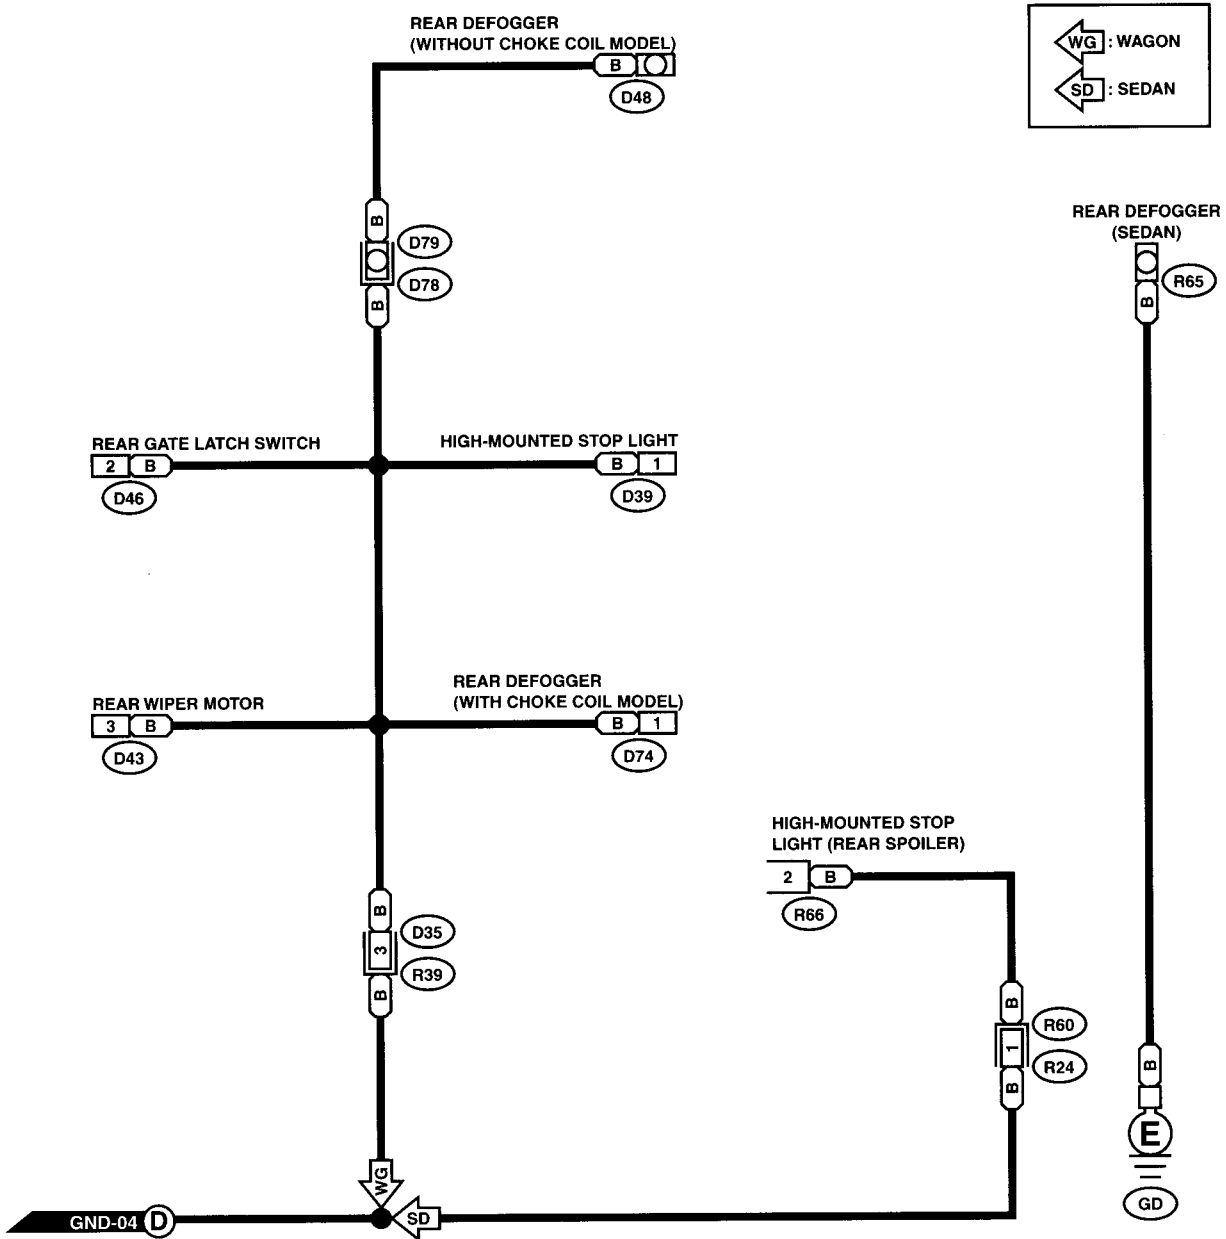 REAR DEFOGGER
(WITHOUT CHOKE COIL MODEL)
B
D48
WG : WAGON
SD : SEDAN
REAR DEFOGGER
(SEDAN)
R65
B
B
D79
D78
B
REAR GATE LATCH SWITCH
2 B
D46
HIGH-MOUNTED STOP LIGHT
B 1
D39
REAR WIPER MOTOR
3 B
D43
REAR DEFOGGER
(WITH CHOKE COIL MODEL)
B 1
D74
HIGH-MOUNTED STOP
LIGHT (REAR SPOILER)
2 B
R66
B
D35
3
R39
B
B
R60
1
R24
B
B
E
GD
WG
GND-04 D
SD